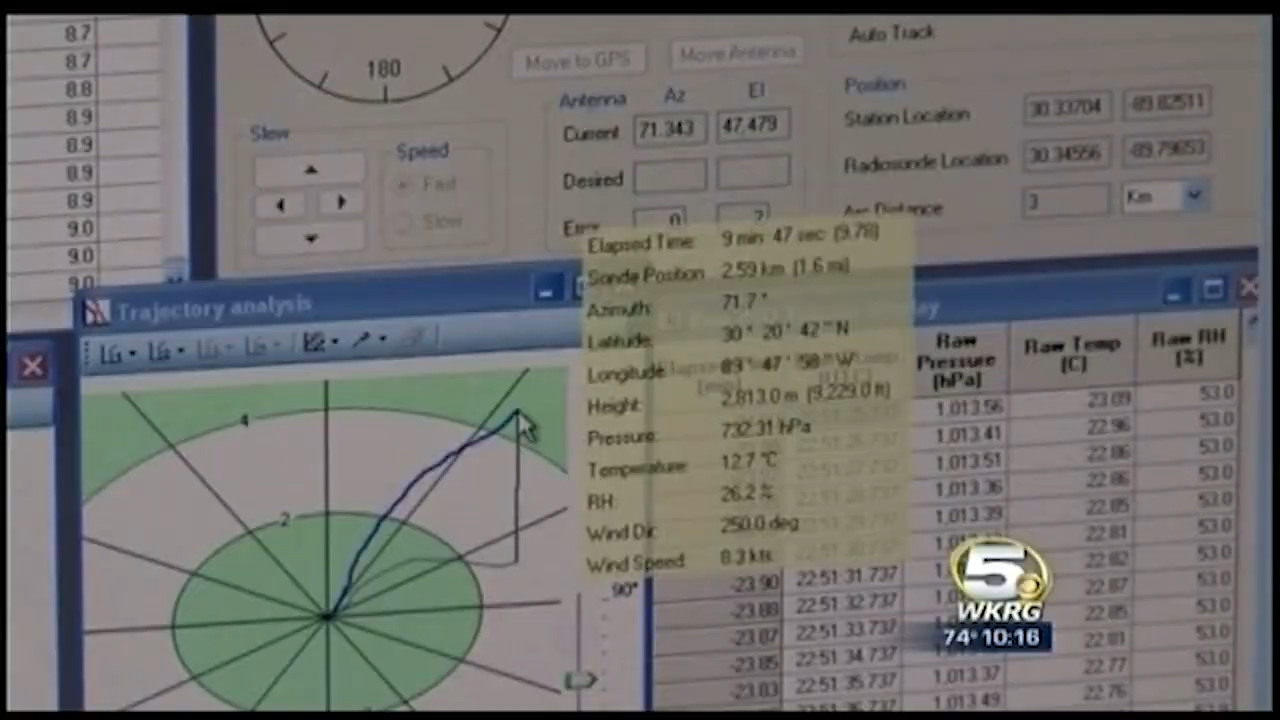 8.7
8.7
8.8
8.9
8.9
8.9
8.9
9.0
9.0
9.0
180
Move to GPS
Move Antenna
Auto Track
Slew
Speed
Fast
Slow
Antenna Az El
Current 71.343 47.479
Desired
Error 0 2
Position
Station Location 30.33704 -89.82511
Radiosonde Location 30.34556 -89.79653
Arc Distance 3 Km
Elapsed Time: 9 min 47 sec (9.78)
Sonde Position 2.59 km (1.6 mi)
Azimuth: 71.7 °
Latitude: 30 ° 20 ' 42 " N
Longitude: 89 ° 47 ' 58 " W
Height: 2,813.0 m (9,229.0 ft)
Pressure: 732.31 hPa
Temperature: 12.7 °C
RH: 26.2 %
Wind Dir: 250.0 deg
Wind Speed: 8.3 kts
Trajectory analysis
4
2
90°
Raw Pressure [hPa] Raw Temp [C] Raw RH [%]
1,013.56 23.09 53.0
1,013.41 22.96 53.0
1,013.51 22.86 53.0
1,013.36 22.86 53.0
1,013.39 22.85 53.0
22.81 53.0
22.82 53.0
-23.90 22:51:31.737 22.87 53.0
-23.88 22:51:32.737 22.85 53.0
-23.87 22:51:33.737 22.81 53.0
-23.85 22:51:34.737 1,013.37 22.77 53.0
-23.83 22:51:35.737 1,013.49 22.76 53.0
5
WKRG
74° 10:16